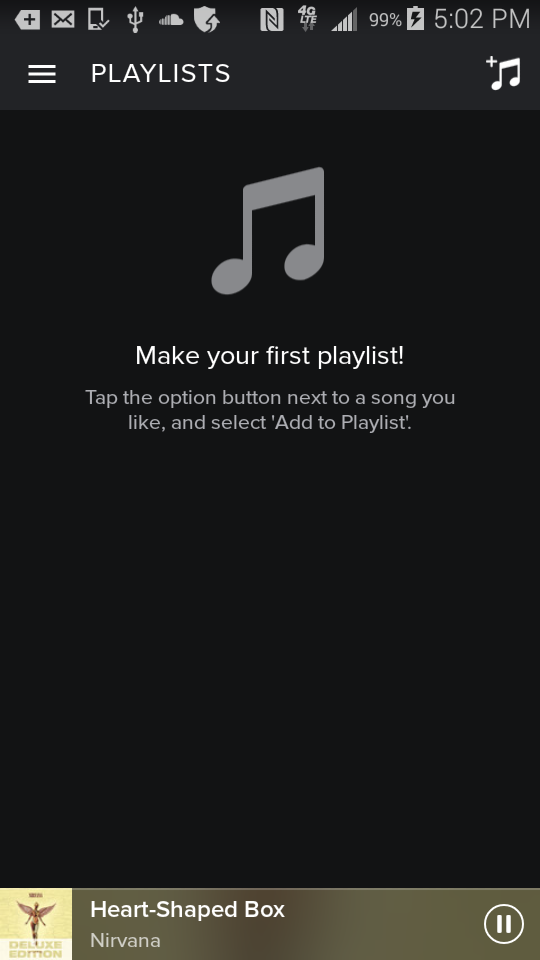 4G
LTE
99%
5:02 PM
PLAYLISTS
Make your first playlist!
Tap the option button next to a song you
like, and select 'Add to Playlist'.
DELUXE
EDITION
Heart-Shaped Box
Nirvana